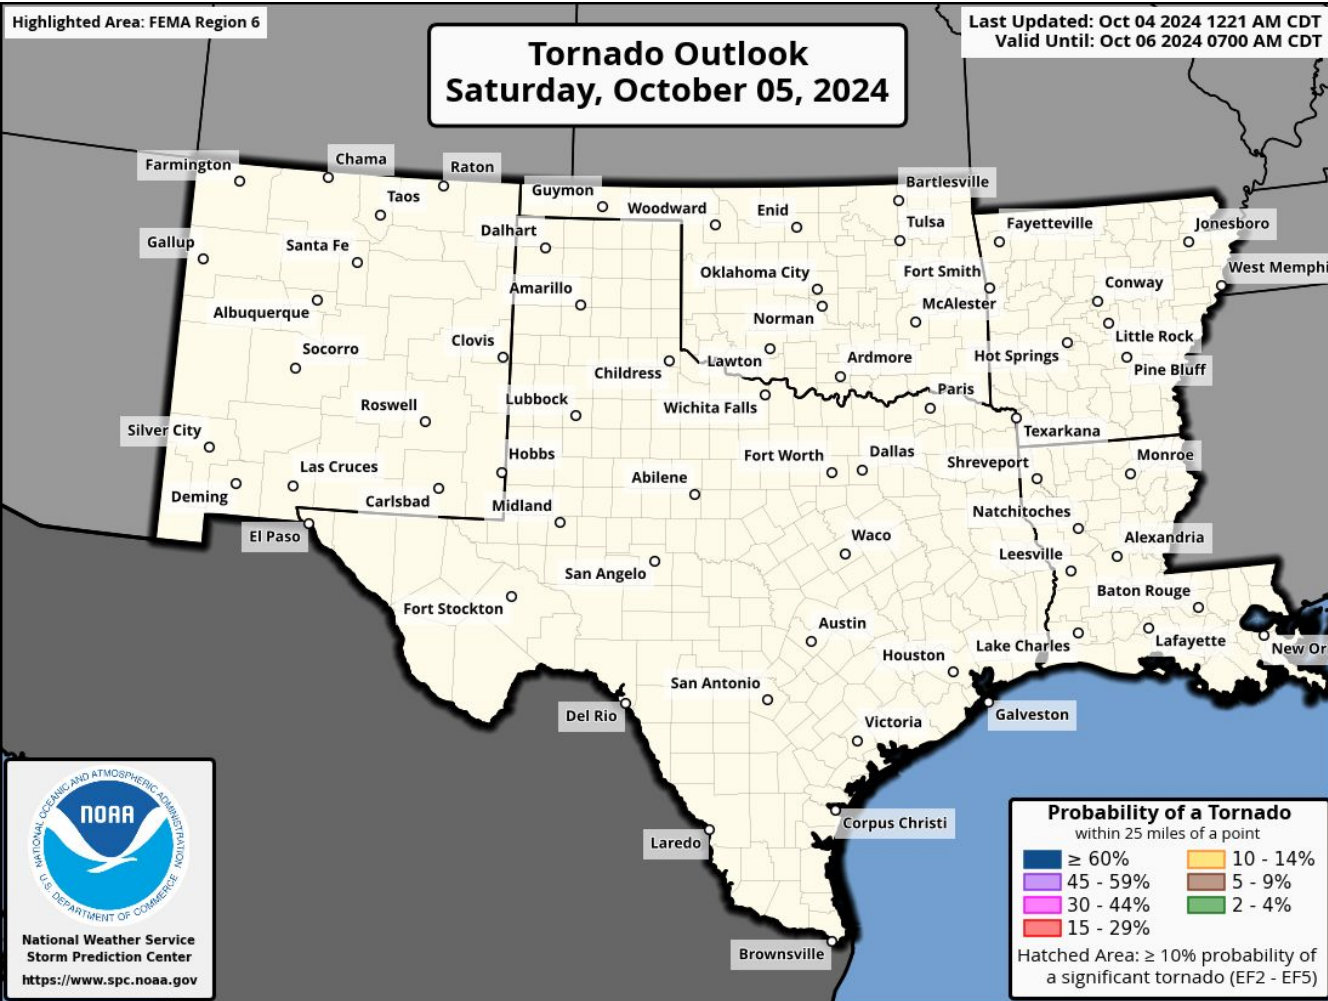 Highlighted Area: FEMA Region 6
Last Updated: Oct 04 2024 1221 AM CDT
Valid Until: Oct 06 2024 0700 AM CDT
Tornado Outlook
Saturday, October 05, 2024
Farmington
Chama
Raton
Taos
Guymon
Woodward
Enid
Bartlesville
Tulsa
Fayetteville
Jonesboro
Gallup
Santa Fe
Dalhart
Oklahoma City
Fort Smith
West Memphi
Amarillo
Conway
Albuquerque
Norman
McAlester
Socorro
Clovis
Childress
Lawton
Ardmore
Hot Springs
Little Rock
Pine Bluff
Roswell
Lubbock
Wichita Falls
Paris
Silver City
Texarkana
Las Cruces
Hobbs
Abilene
Fort Worth
Dallas
Shreveport
Monroe
Deming
Carlsbad
Midland
Natchitoches
El Paso
Waco
Leesville
Alexandria
San Angelo
Baton Rouge
Fort Stockton
Austin
Houston
Lake Charles
Lafayette
New Or
San Antonio
Del Rio
Victoria
Galveston
Laredo
Corpus Christi
Brownsville
NATIONAL OCEANIC AND ATMOSPHERIC ADMINISTRATION
NOAA
U.S. DEPARTMENT OF COMMERCE
National Weather Service
Storm Prediction Center
https://www.spc.noaa.gov
Probability of a Tornado
within 25 miles of a point
≥ 60%
10 - 14%
45 - 59%
5 - 9%
30 - 44%
2 - 4%
15 - 29%
Hatched Area: ≥ 10% probability of
a significant tornado (EF2 - EF5)